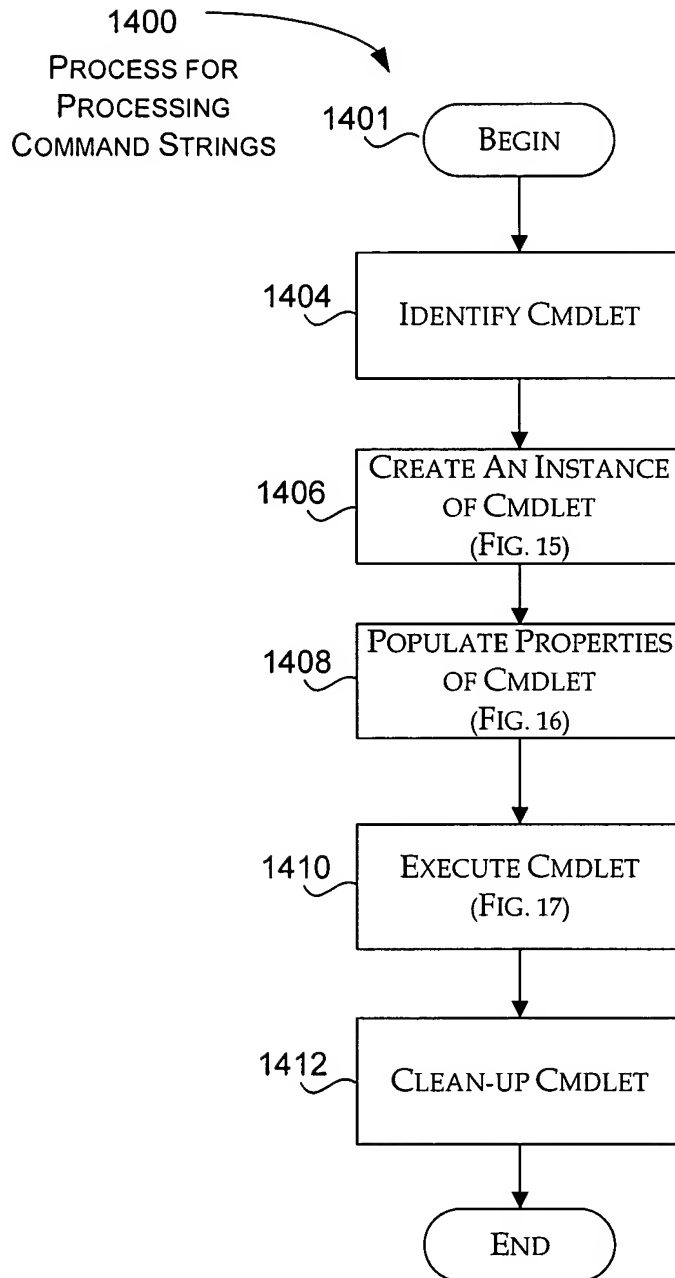 1400
PROCESS FOR
PROCESSING
COMMAND STRINGS
1401
BEGIN
1404
IDENTIFY CMDLET
1406
CREATE AN INSTANCE
OF CMDLET
(FIG. 15)
1408
POPULATE PROPERTIES
OF CMDLET
(FIG. 16)
1410
EXECUTE CMDLET
(FIG. 17)
1412
CLEAN-UP CMDLET
END